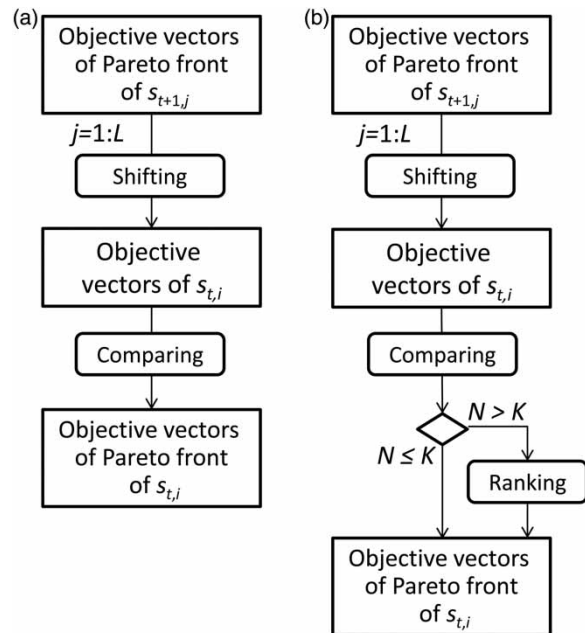 (a)
Objective vectors
of Pareto front
of s_{t+1,j}
j=1:L
Shifting
Objective
vectors of s_{t,i}
Comparing
Objective vectors
of Pareto front
of s_{t,i}
(b)
Objective vectors
of Pareto front
of s_{t+1,j}
j=1:L
Shifting
Objective
vectors of s_{t,i}
Comparing
N > K
N ≤ K
Ranking
Objective vectors
of Pareto front
of s_{t,i}